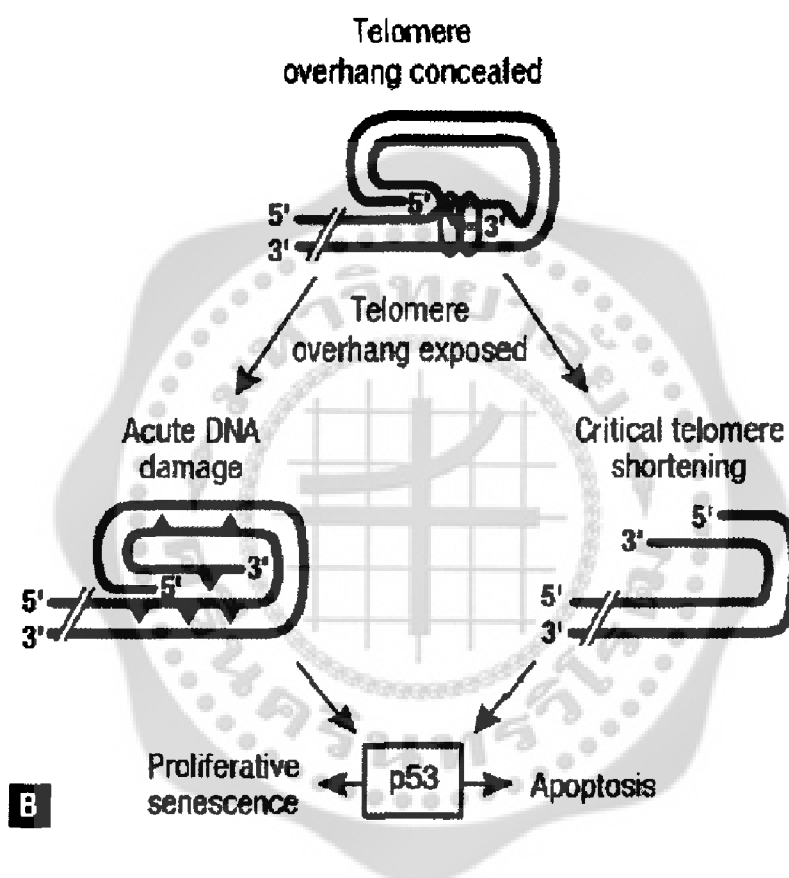 Telomere
overhang concealed
5'
5'
3'
3'
Telomere
overhang exposed
Acute DNA
damage
Critical telomere
shortening
5'
3'
3'
5'
5'
3'
5'
3'
Proliferative
senescence
p53
Apoptosis
B